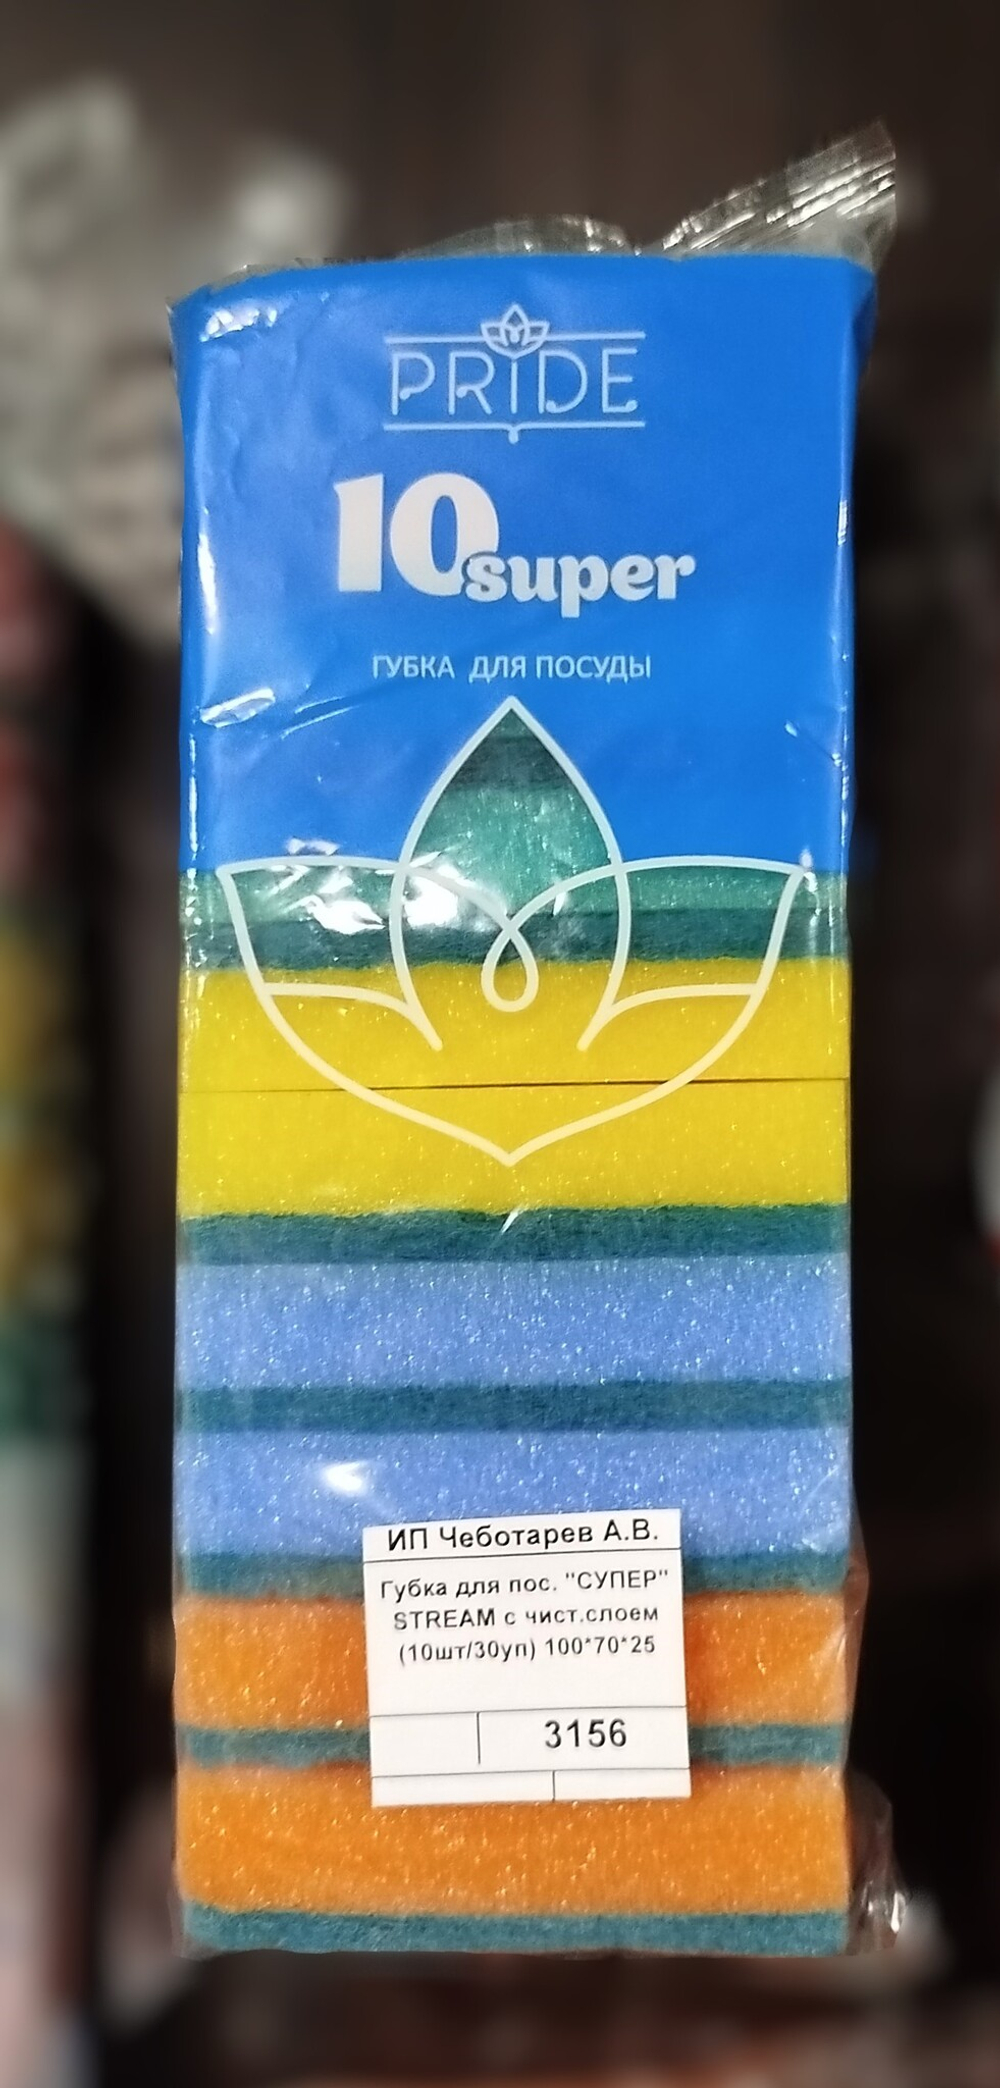 PRIDE
10 super
ГУБКА ДЛЯ ПОСУДЫ
ИП Чеботарев А.В.
Губка для пос. "СУПЕР"
STREAM с чист.слоем
(10шт/30уп) 100*70*25
3156